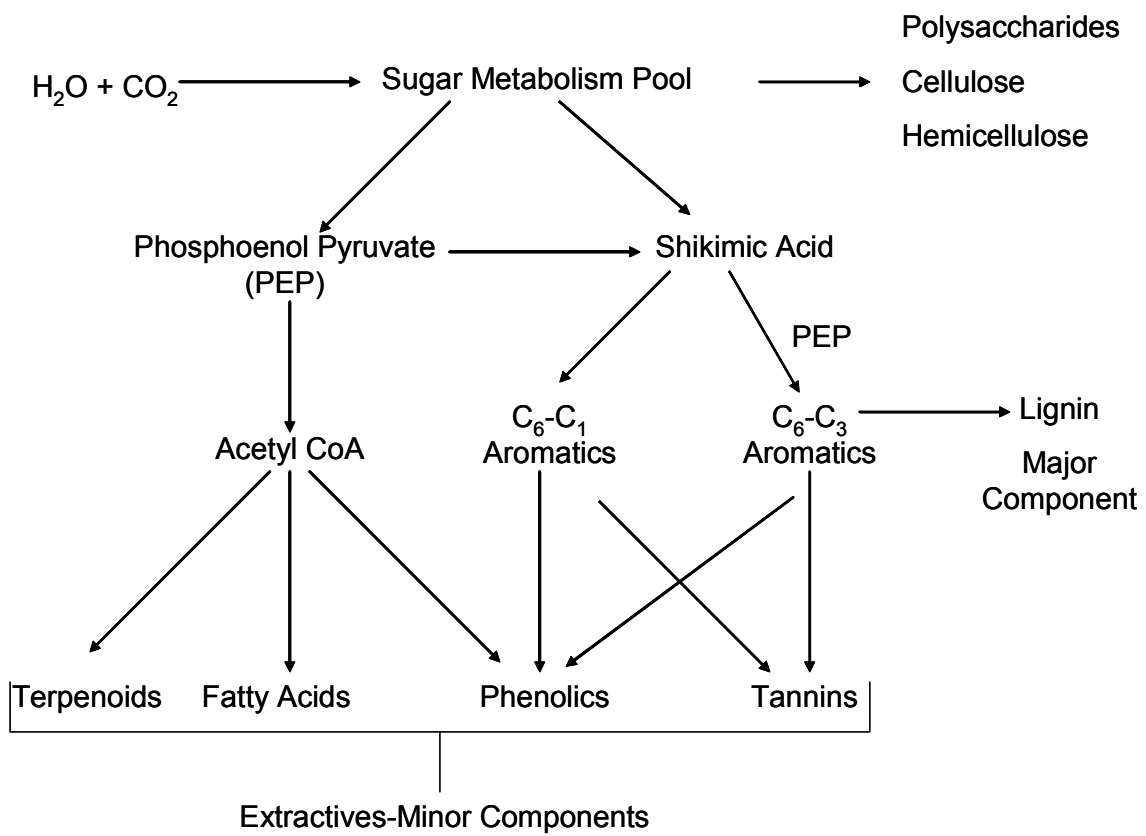 Polysaccharides
H₂O + CO₂
Sugar Metabolism Pool
Cellulose
Hemicellulose
Phosphoenol Pyruvate
(PEP)
Shikimic Acid
PEP
Acetyl CoA
C₆-C₁
Aromatics
C₆-C₃
Aromatics
Lignin
Major
Component
Terpenoids
Fatty Acids
Phenolics
Tannins
Extractives-Minor Components